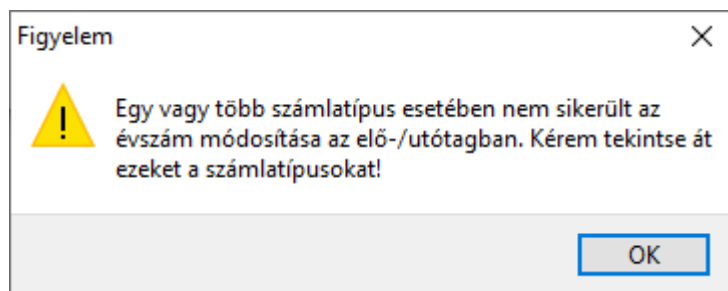 Figyelem
Egy vagy több számlatípus esetében nem sikerült az
évszám módosítása az elő-/utótagban. Kérem tekintse át
ezeket a számlatípusokat!
OK